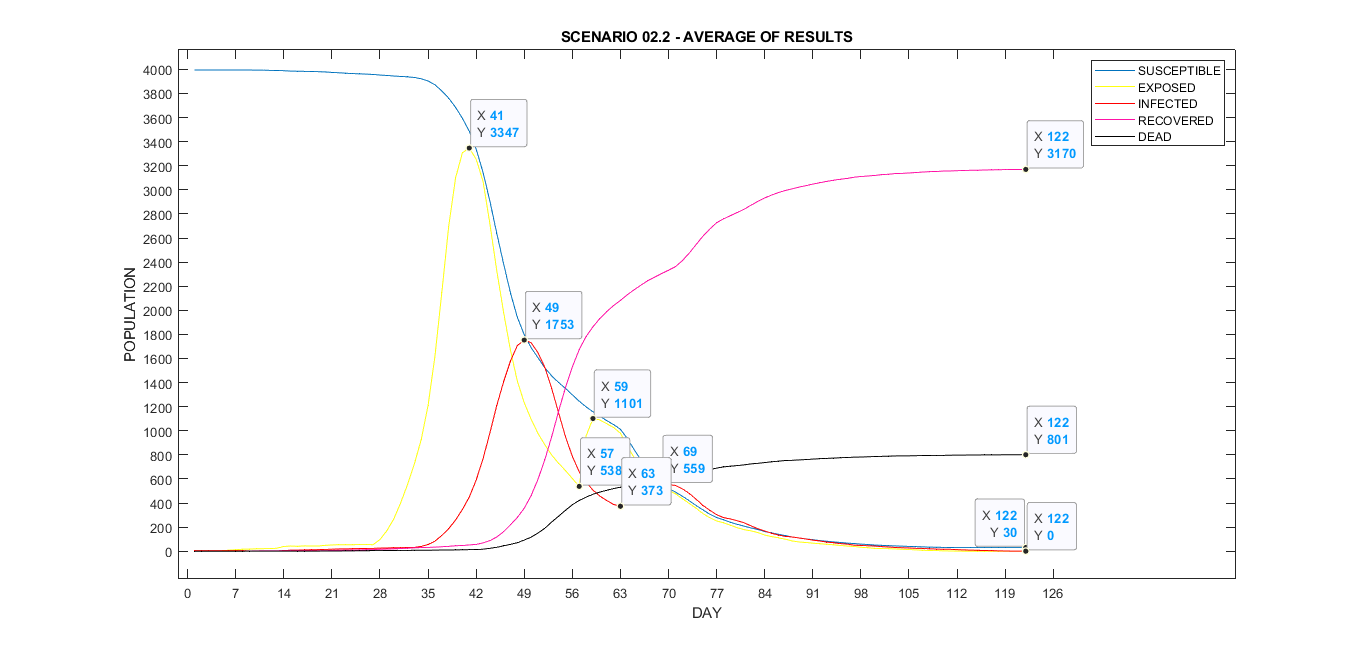 SCENARIO 02.2 - AVERAGE OF RESULTS
SUSCEPTIBLE
EXPOSED
INFECTED
RECOVERED
DEAD
POPULATION
4000
3800
3600
3400
3200
3000
2800
2600
2400
2200
2000
1800
1600
1400
1200
1000
800
600
400
200
0
X 41
Y 3347
X 122
Y 3170
X 49
Y 1753
X 59
Y 1101
X 57
Y 538
X 63
Y 373
X 69
Y 559
X 122
Y 801
X 122
Y 30
X 122
Y 0
0 7 14 21 28 35 42 49 56 63 70 77 84 91 98 105 112 119 126
DAY